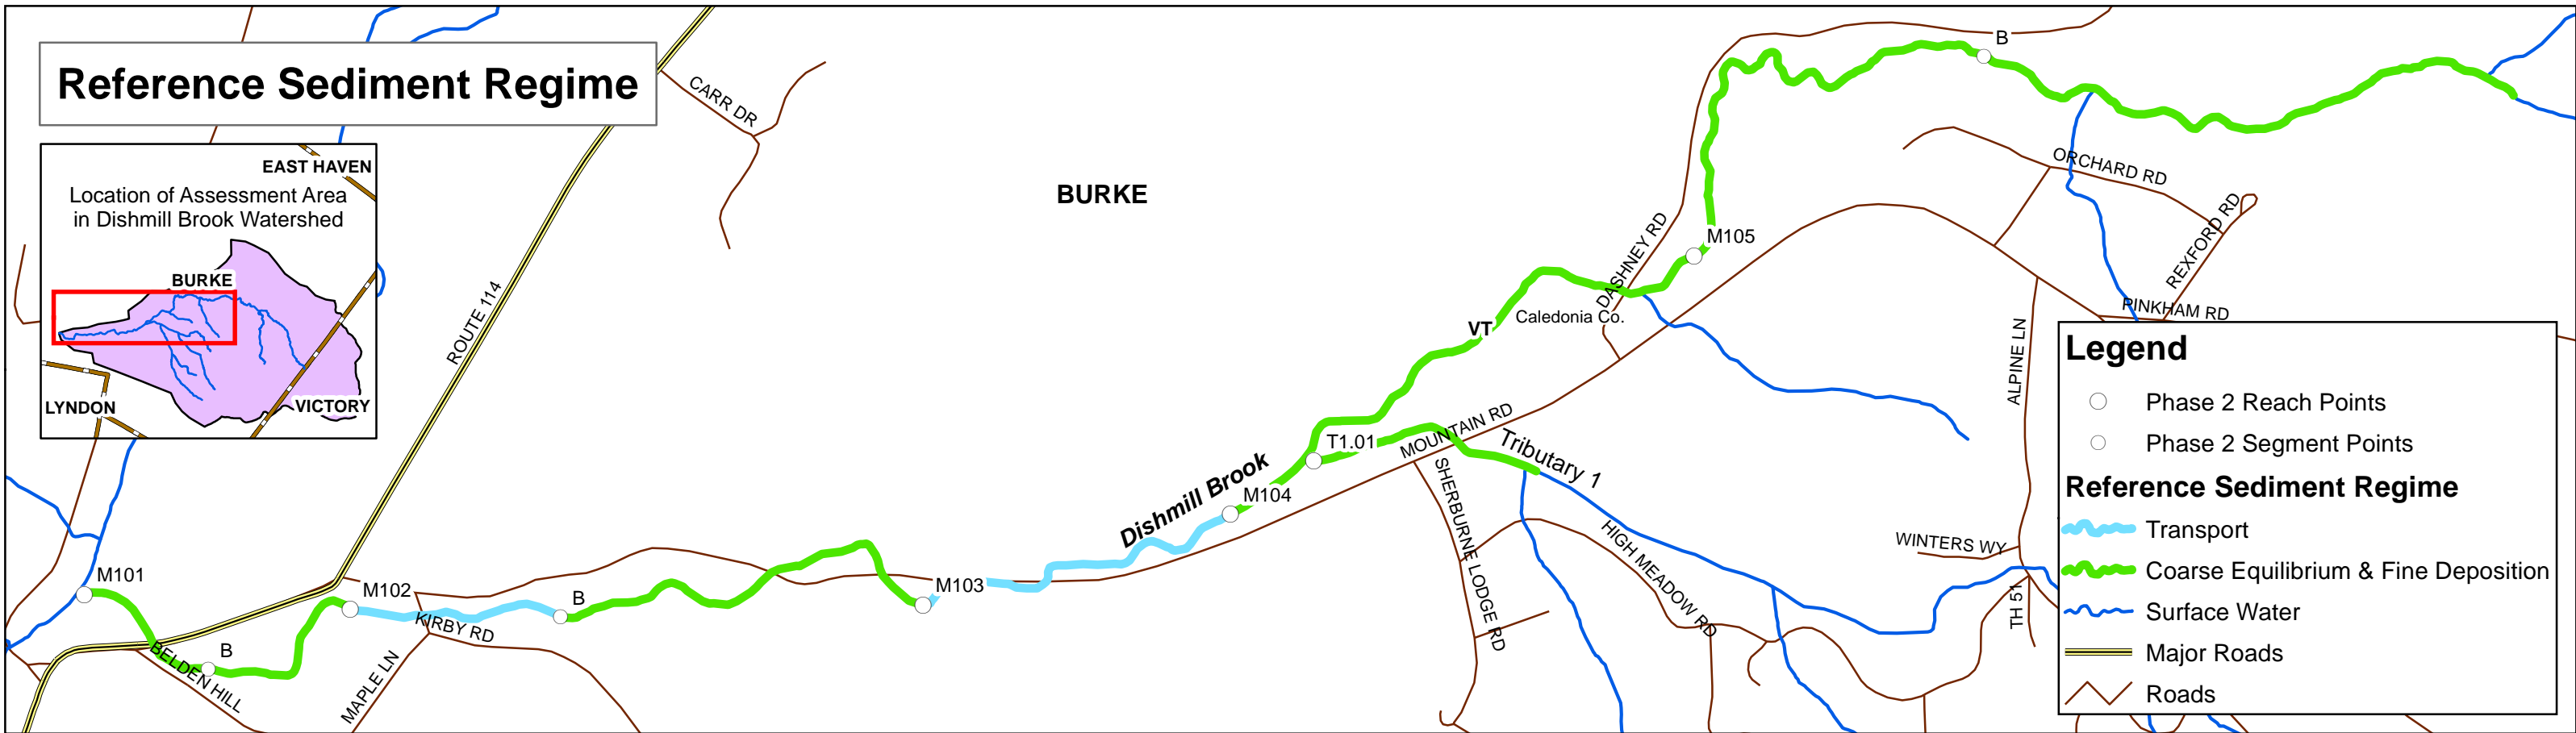 Reference Sediment Regime
EAST HAVEN
Location of Assessment Area
in Dishmill Brook Watershed
BURKE
LYNDON
VICTORY
CARR DR
BURKE
ROUTE 114
B
M105
DASHNEY RD
ORCHARD RD
REXFORD RD
PINKHAM RD
VT
Caledonia Co.
ALPINE LN
T1.01
MOUNTAIN RD
Tributary 1
Dishmill Brook
M104
SHERBURNE LODGE RD
HIGH MEADOW RD
WINTERS WY
TH 51
M101
M102
B
M103
KIRBY RD
B
BELDEN HILL
MAPLE LN
Legend
Phase 2 Reach Points
Phase 2 Segment Points
Reference Sediment Regime
Transport
Coarse Equilibrium & Fine Deposition
Surface Water
Major Roads
Roads